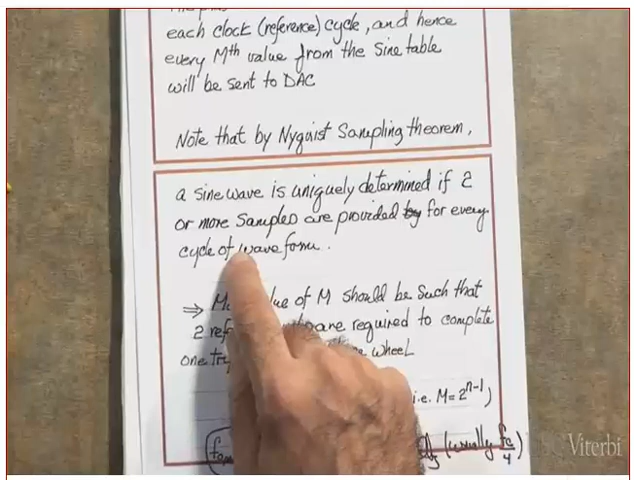 each clock (reference) cycle, and hence
every Mth value from the sine table
will be sent to DAC
Note that by Nyquist Sampling theorem,
a sine wave is uniquely determined if 2
or more samples are provided by for every
cycle of wave form.
⇒ of M should be such that
2 are required to complete
one wheel
i.e. M=2^{n-1})
(usually fc/4)
Viterbi